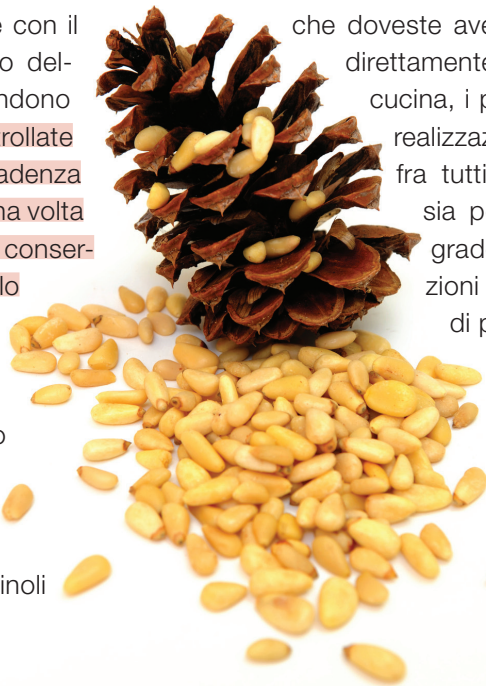 e con il
o del-
ndono
trollate
adenza
na volta
conser-
lo
o
inoli
che doveste ave
direttamente
cucina, i p
realizzaz
fra tutti
sia p
grad
zioni
di p